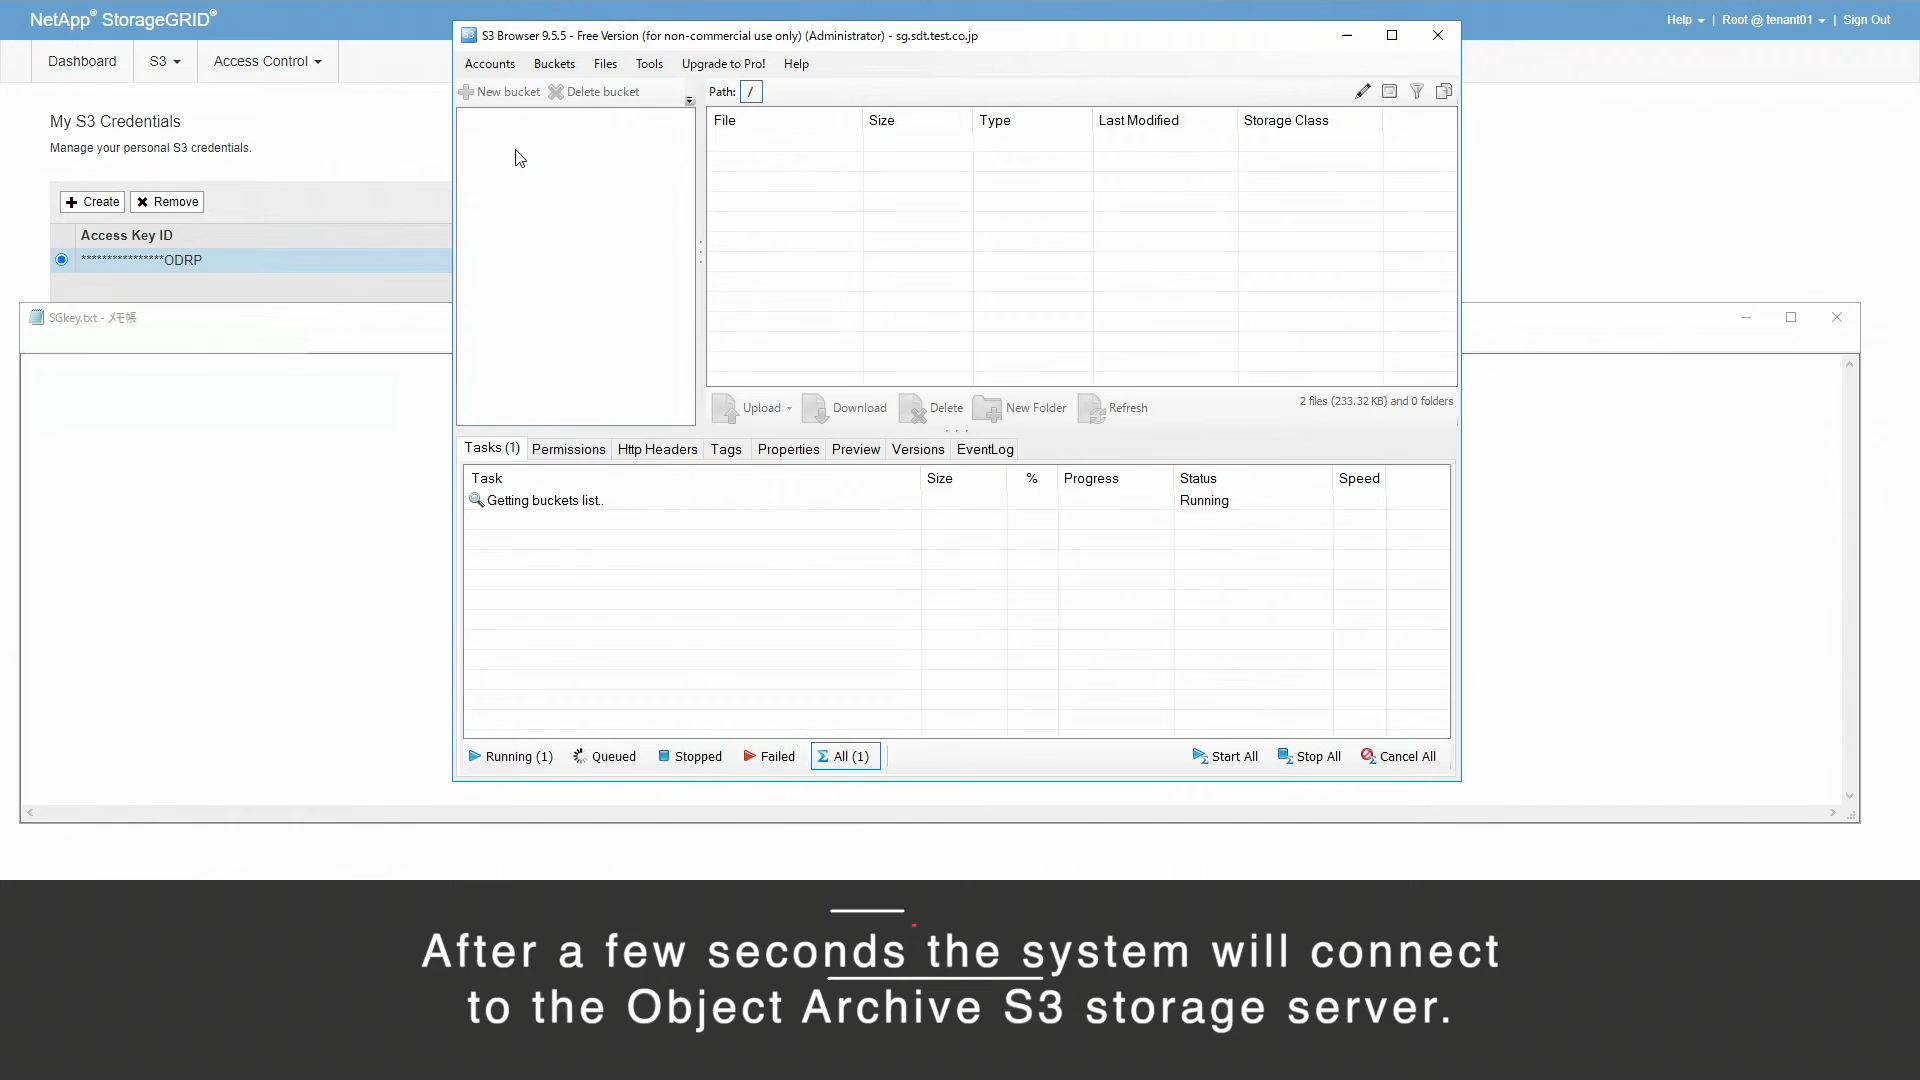 NetApp® StorageGRID®
Help | Root @ tenant01 | Sign Out
Dashboard S3 Access Control
My S3 Credentials
Manage your personal S3 credentials.
Create Remove
Access Key ID
****************ODRP
SGkey.txt - メモ帳
S3 Browser 9.5.5 - Free Version (for non-commercial use only) (Administrator) - sg.sdt.test.co.jp
Accounts Buckets Files Tools Upgrade to Pro! Help
New bucket Delete bucket
Path: /
File Size Type Last Modified Storage Class
Upload Download Delete New Folder Refresh
2 files (233.32 KB) and 0 folders
Tasks (1) Permissions Http Headers Tags Properties Preview Versions EventLog
Task Size % Progress Status Speed
Getting buckets list.. Running
Running (1) Queued Stopped Failed All (1) Start All Stop All Cancel All
After a few seconds the system will connect
to the Object Archive S3 storage server.